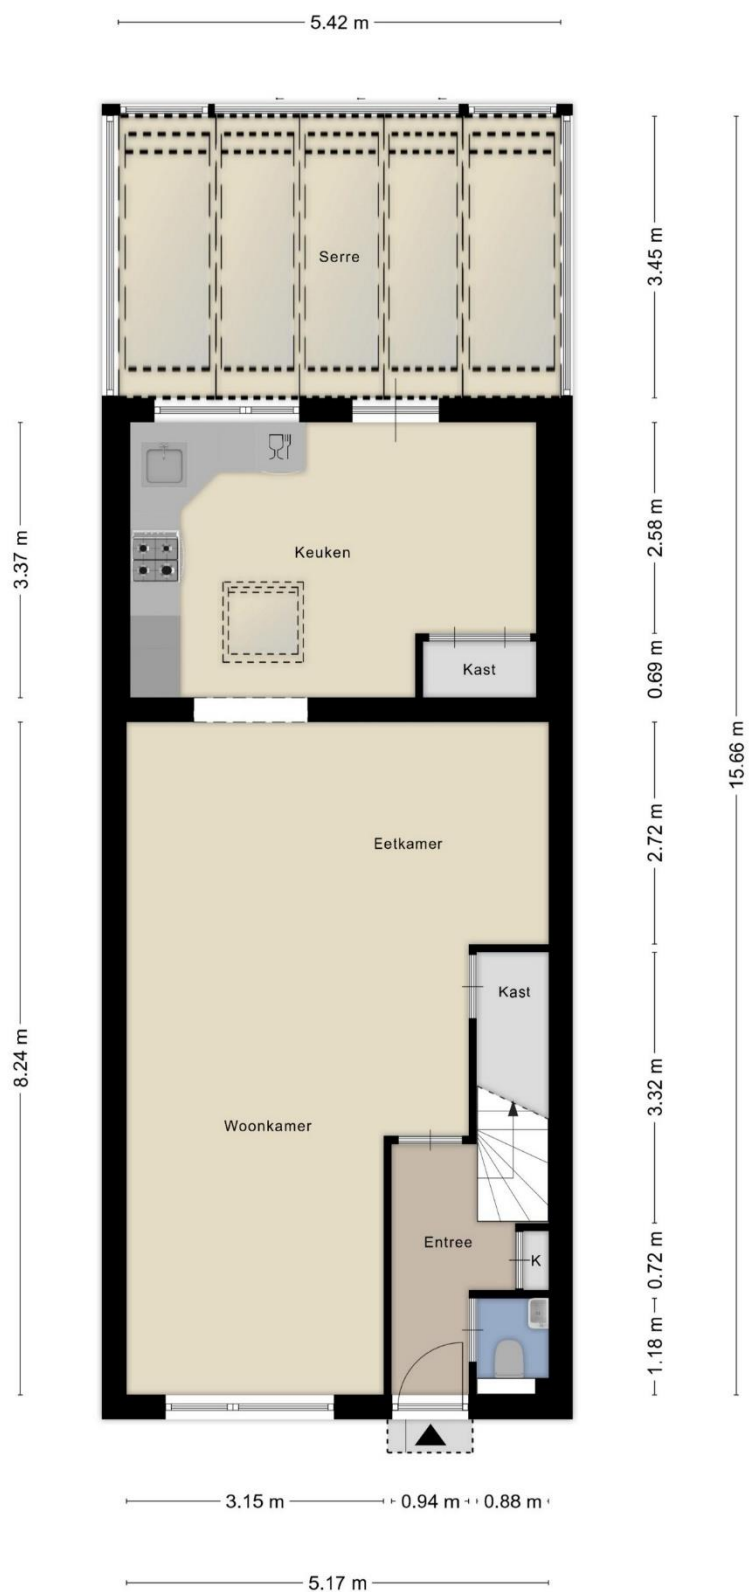 5.42 m
Serre
3.45 m
Keuken
3.37 m
2.58 m
Kast
0.69 m
15.66 m
Eetkamer
2.72 m
Kast
8.24 m
3.32 m
Woonkamer
Entree
K
0.72 m
1.18 m
3.15 m
0.94 m
0.88 m
5.17 m